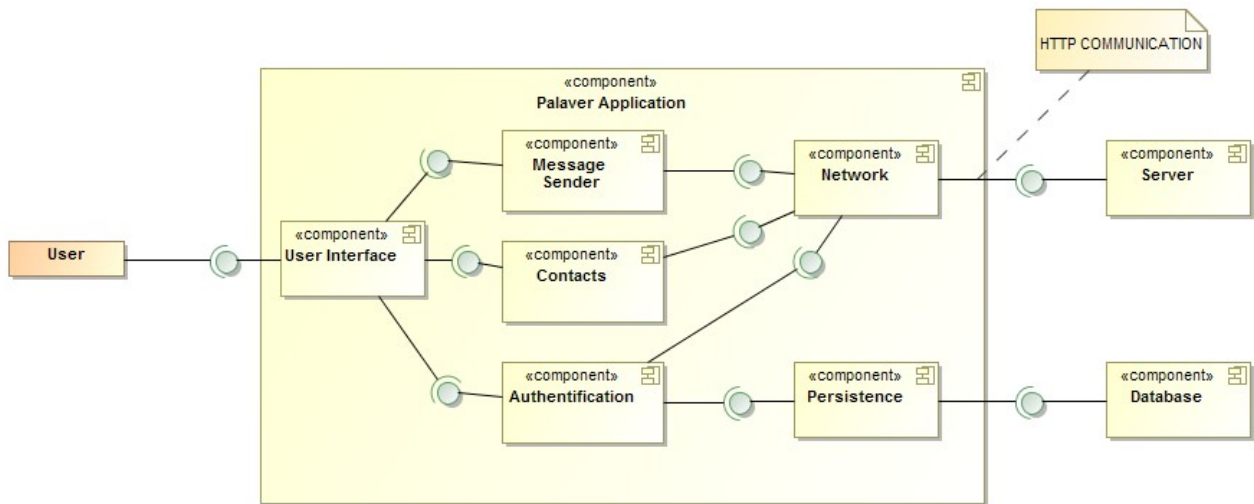 HTTP COMMUNICATION
«component»
Palaver Application
«component»
Message
Sender
«component»
Network
«component»
Server
User
«component»
User Interface
«component»
Contacts
«component»
Authentification
«component»
Persistence
«component»
Database